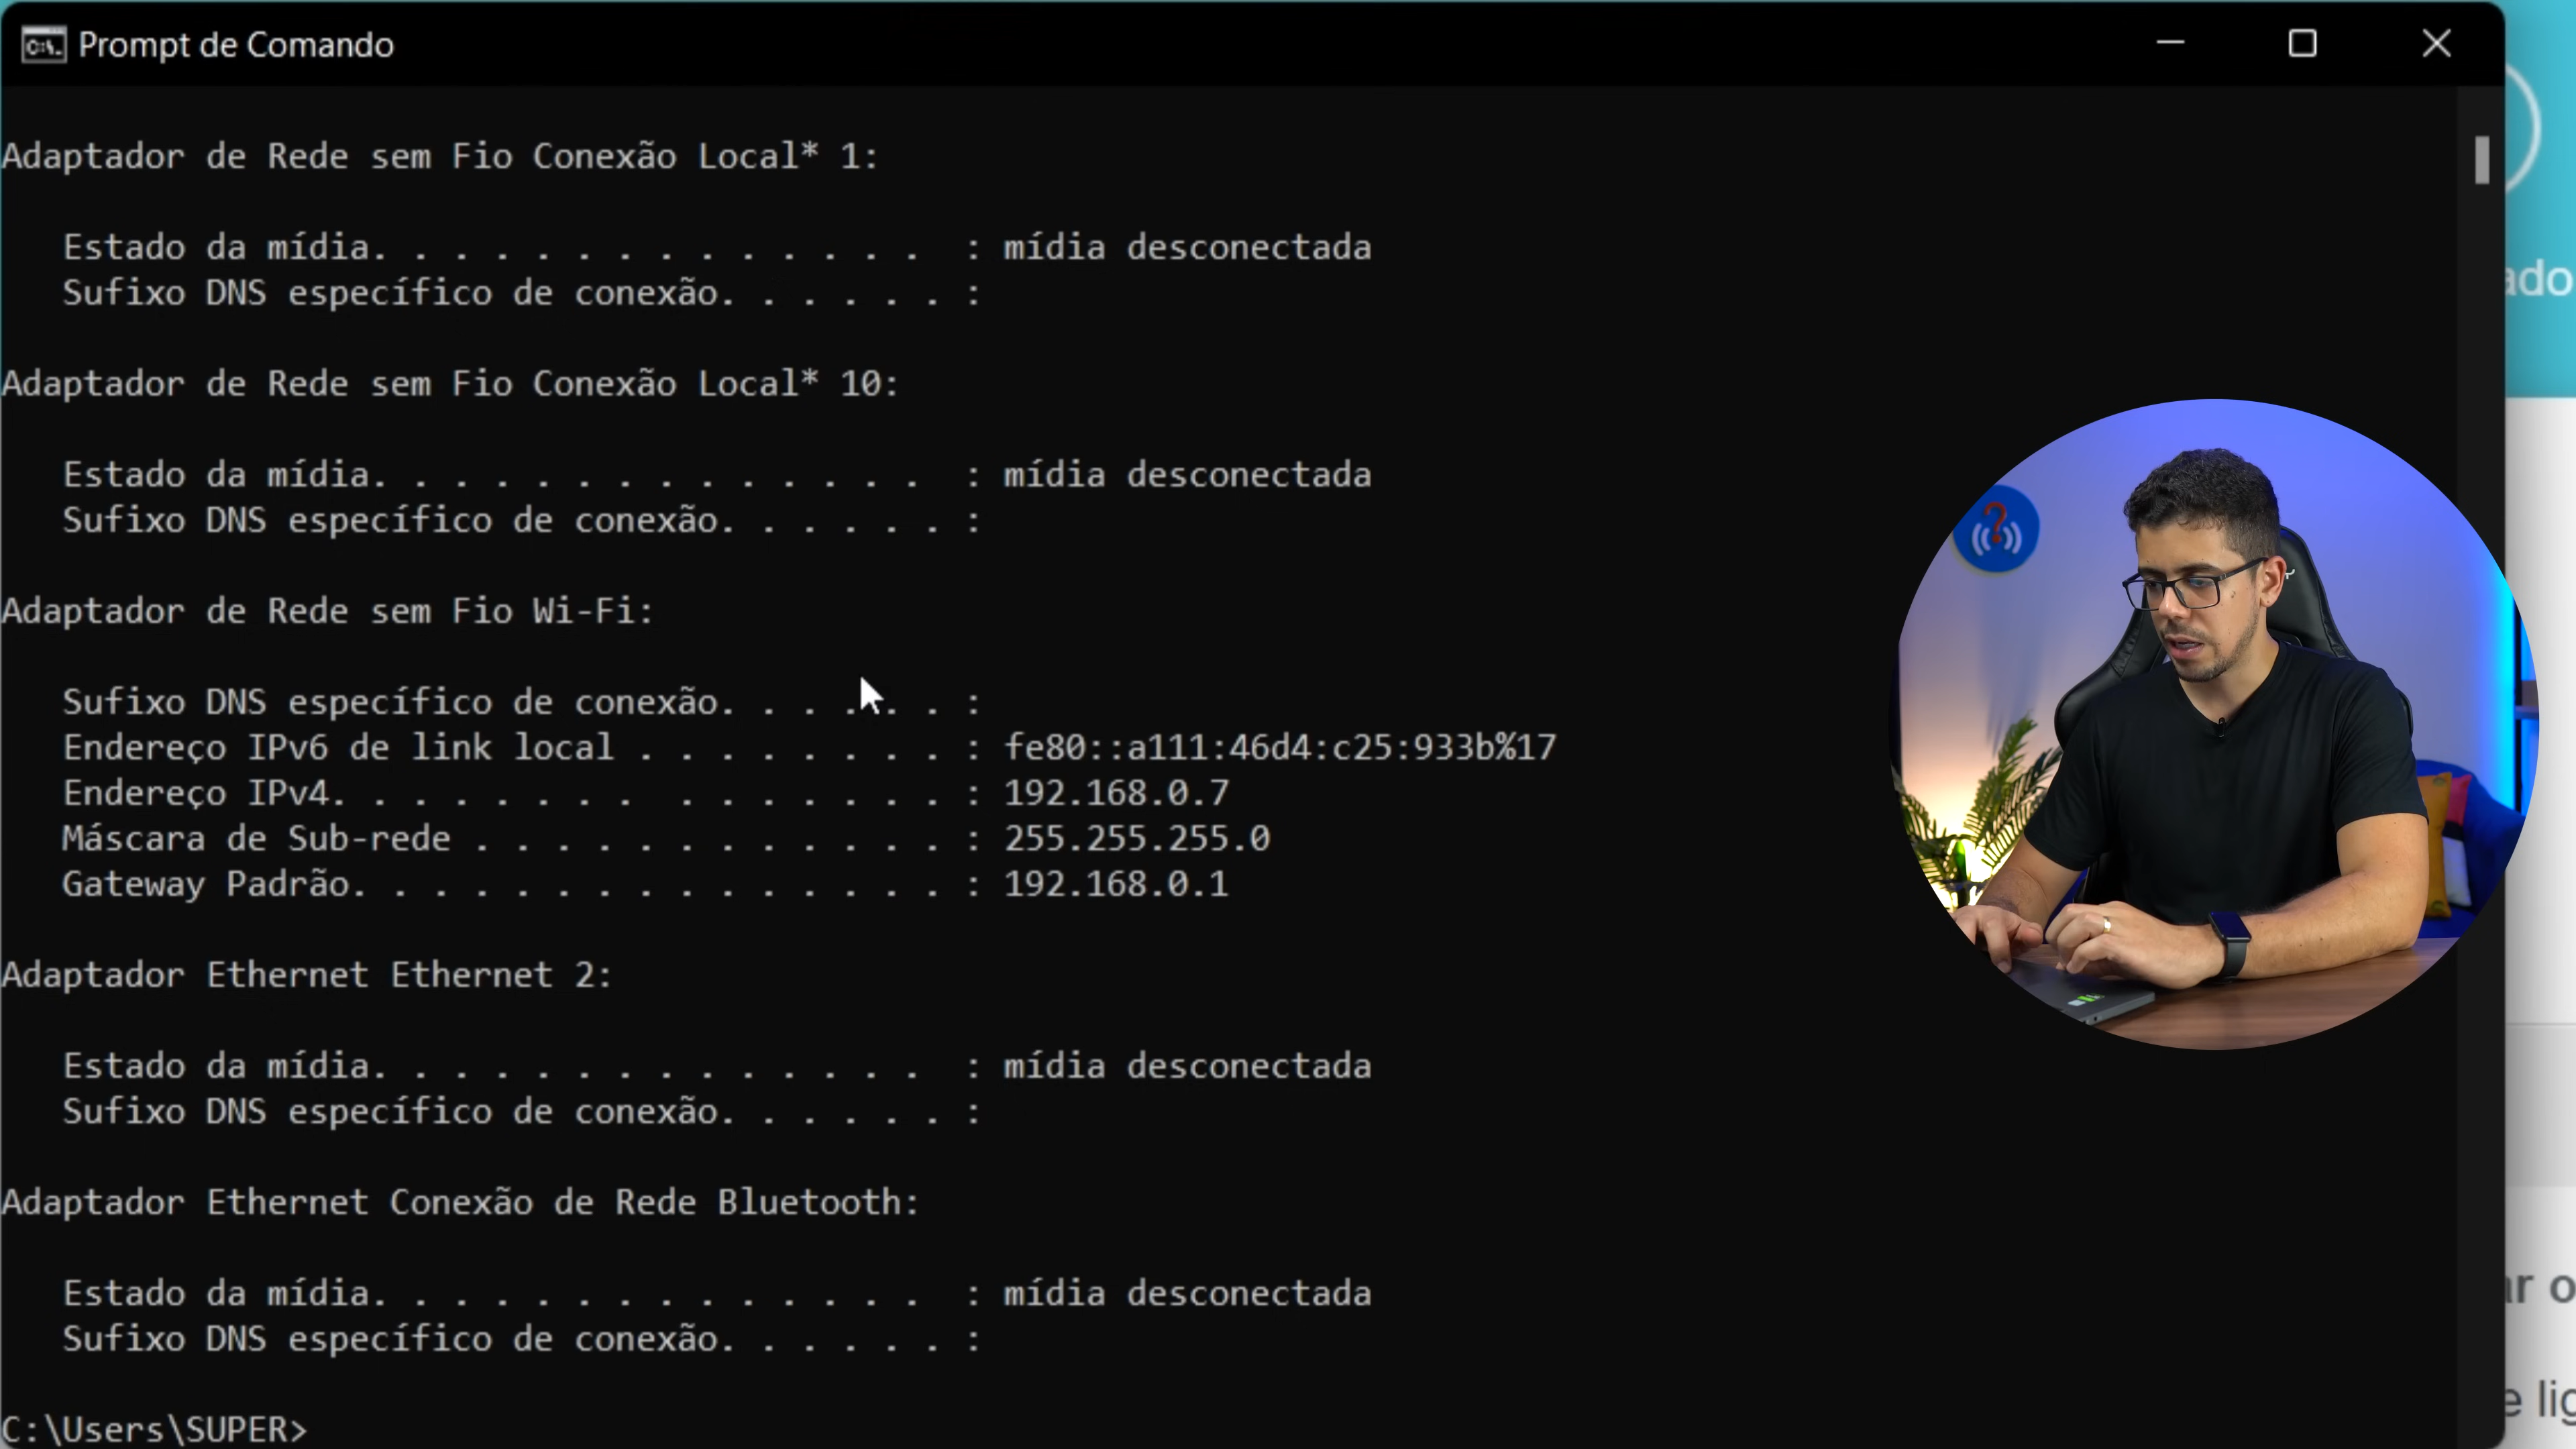 Prompt de Comando
Adaptador de Rede sem Fio Conexão Local* 1:
Estado da mídia. . . . . . . . . . . . . . : mídia desconectada
Sufixo DNS específico de conexão. . . . . . :
Adaptador de Rede sem Fio Conexão Local* 10:
Estado da mídia. . . . . . . . . . . . . . : mídia desconectada
Sufixo DNS específico de conexão. . . . . . :
Adaptador de Rede sem Fio Wi-Fi:
Sufixo DNS específico de conexão. . . . . . :
Endereço IPv6 de link local . . . . . . . . : fe80::a111:46d4:c25:933b%17
Endereço IPv4. . . . . . . .  . . . . . . . : 192.168.0.7
Máscara de Sub-rede . . . . . . . . . . . . : 255.255.255.0
Gateway Padrão. . . . . . . . . . . . . . . : 192.168.0.1
Adaptador Ethernet Ethernet 2:
Estado da mídia. . . . . . . . . . . . . . : mídia desconectada
Sufixo DNS específico de conexão. . . . . . :
Adaptador Ethernet Conexão de Rede Bluetooth:
Estado da mídia. . . . . . . . . . . . . . : mídia desconectada
Sufixo DNS específico de conexão. . . . . . :
C:\Users\SUPER>